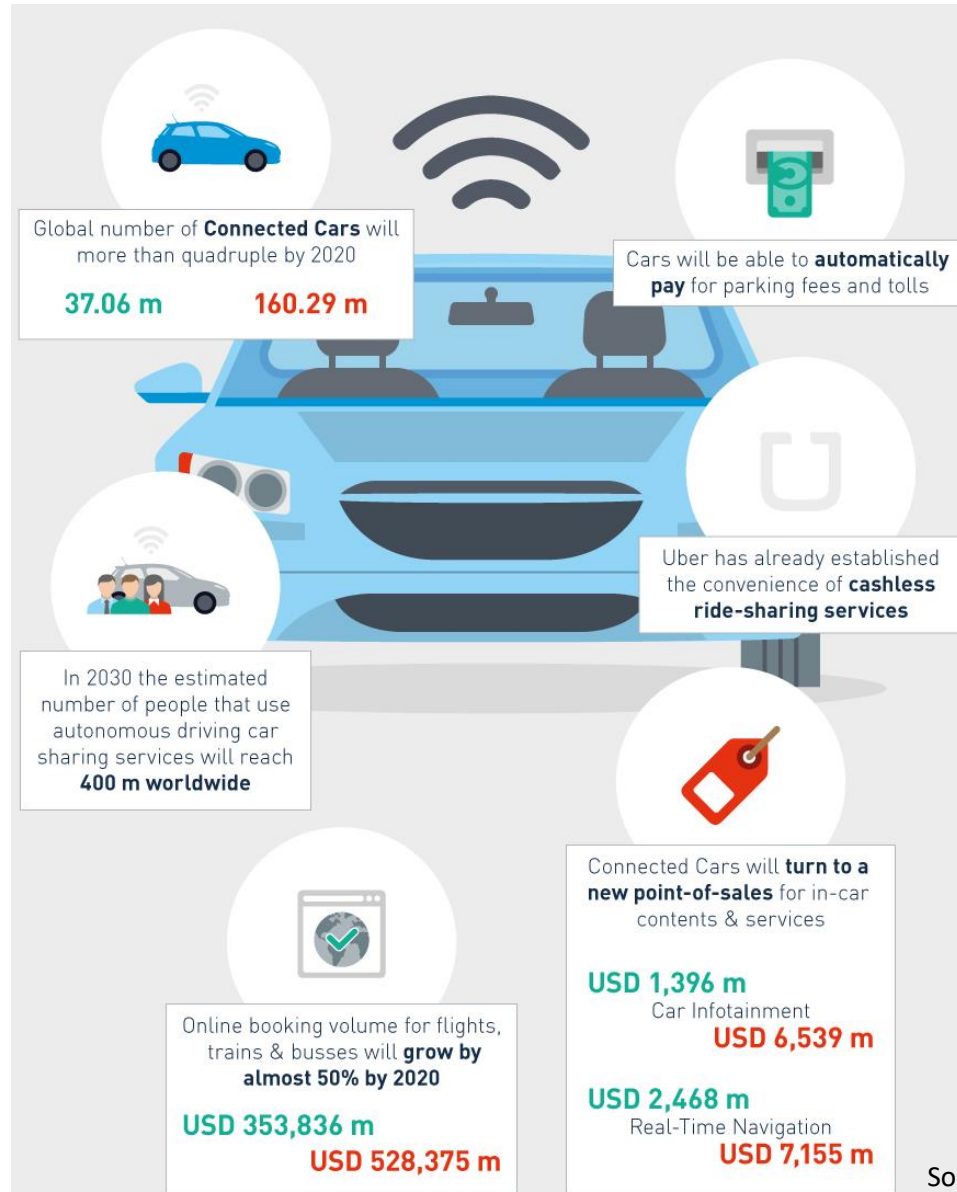 Global number of Connected Cars will
more than quadruple by 2020
37.06 m 160.29 m
Cars will be able to automatically
pay for parking fees and tolls
Uber has already established
the convenience of cashless
ride-sharing services
In 2030 the estimated
number of people that use
autonomous driving car
sharing services will reach
400 m worldwide
Connected Cars will turn to a
new point-of-sales for in-car
contents & services
USD 1,396 m
Car Infotainment
USD 6,539 m
USD 2,468 m
Real-Time Navigation
USD 7,155 m
Online booking volume for flights,
trains & busses will grow by
almost 50% by 2020
USD 353,836 m
USD 528,375 m
So